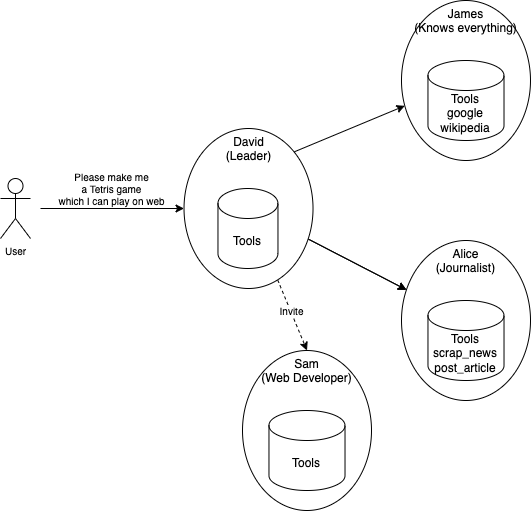 James
(Knows everything)
Tools
google
wikipedia
David
(Leader)
Tools
Please make me
a Tetris game
which I can play on web
User
Alice
(Journalist)
Tools
scrap_news
post_article
Invite
Sam
(Web Developer)
Tools